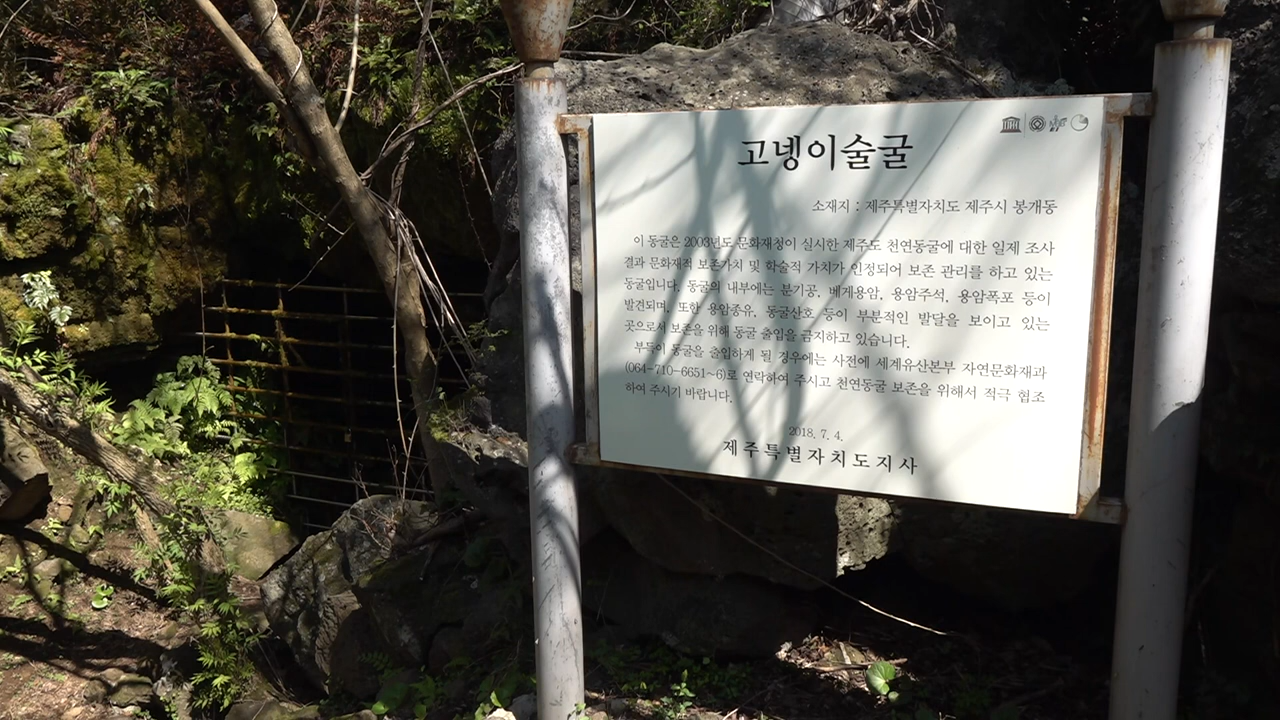 고넹이술굴
소재지 : 제주특별자치도 제주시 봉개동
이 동굴은 2003년도 문화재청이 실시한 제주도 천연동굴에 대한 일제 조사
결과 문화재적 보존가치 및 학술적 가치가 인정되어 보존 관리를 하고 있는
동굴입니다. 동굴의 내부에는 분기공, 베게용암, 용암주석, 용암폭포 등이
발견되며, 또한 용암종유, 동굴산호 등이 부분적인 발달을 보이고 있는
곳으로서 보존을 위해 동굴 출입을 금지하고 있습니다.
부득이 동굴을 출입하게 될 경우에는 사전에 세계유산본부 자연문화재과
(064-710-6651~6)로 연락하여 주시고 천연동굴 보존을 위해서 적극 협조
하여 주시기 바랍니다.
2018. 7. 4.
제주특별자치도지사